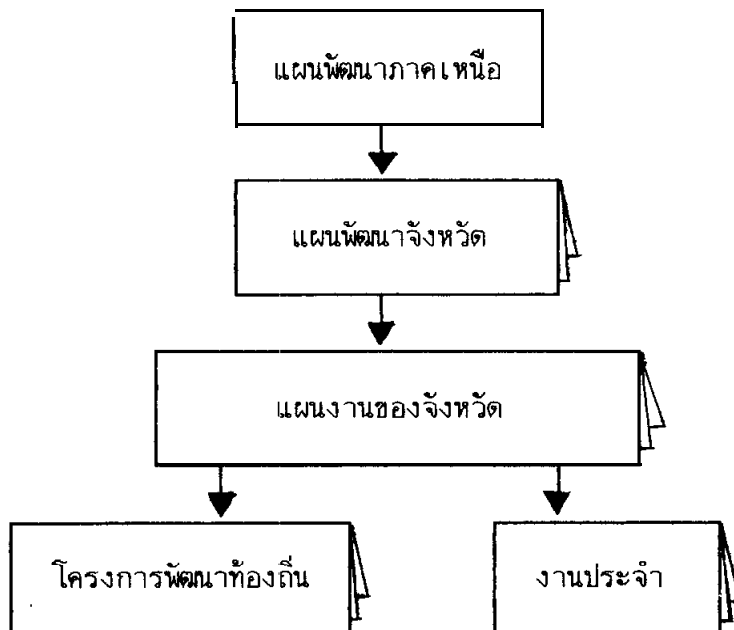 แผนพัฒนาภาคเหนือ
แผนพัฒนาจังหวัด
แผนงานของจังหวัด
โครงการพัฒนาท้องถิ่น
งานประจำ